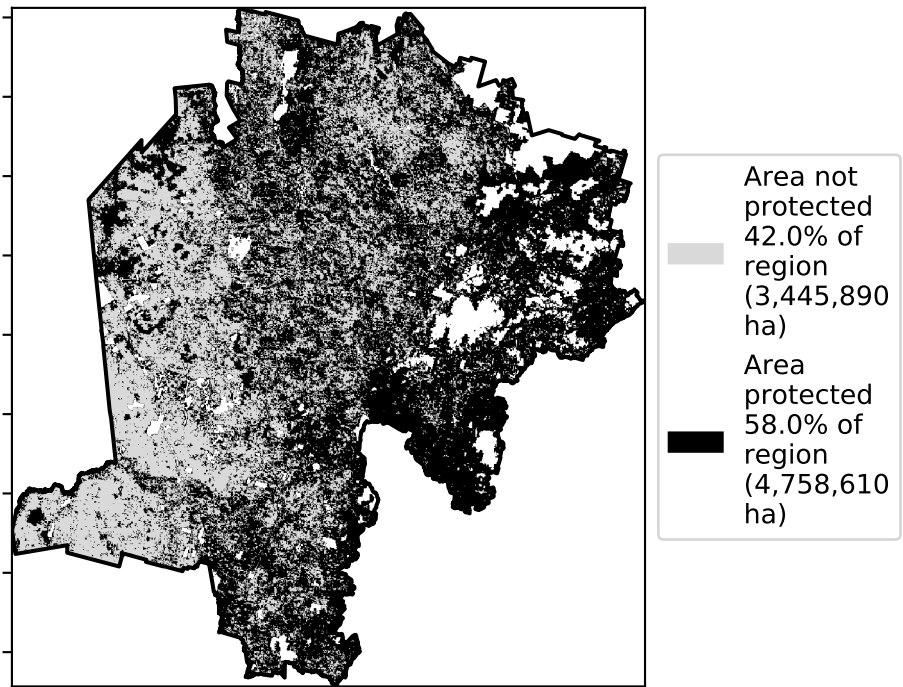 Area not
protected
42.0% of
region
(3,445,890
ha)
Area
protected
58.0% of
region
(4,758,610
ha)